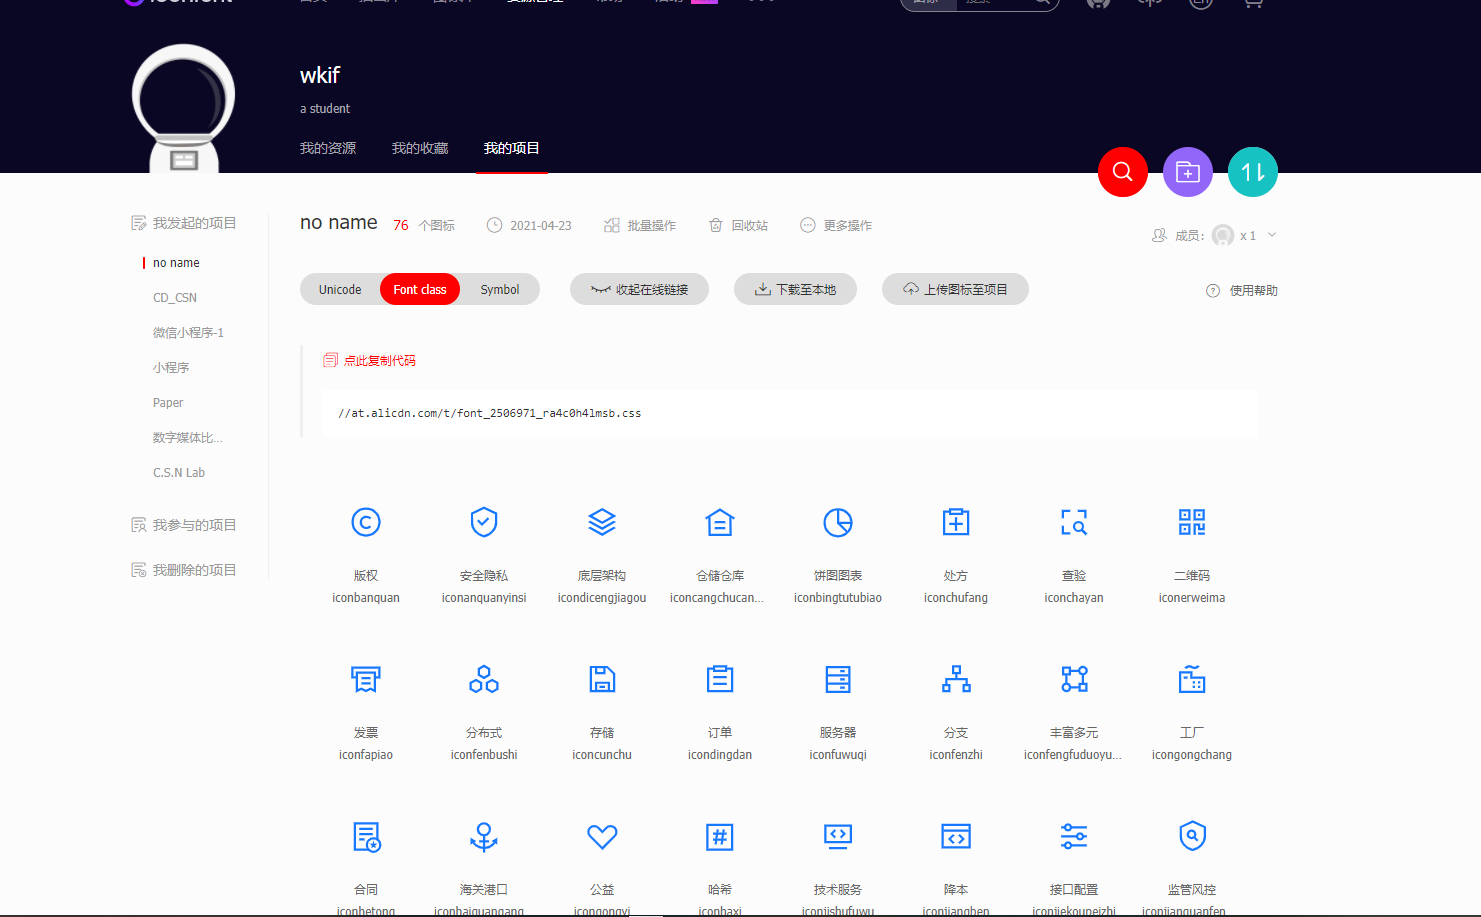 wkif
a student
我的资源 我的收藏 我的项目
我发起的项目
no name
CD_CSN
微信小程序-1
小程序
Paper
数字媒体比...
C.S.N Lab
我参与的项目
我删除的项目
no name 76 个图标 2021-04-23 批量操作 回收站 更多操作
成员: x 1
Unicode Font class Symbol 收起在线链接 下载至本地 上传图标至项目 使用帮助
点此复制代码
//at.alicdn.com/t/font_2506971_ra4c0h4lmsb.css
版权 安全隐私 底层架构 仓储仓库 饼图图表 处方 查验 二维码
iconbanquan iconanquanyinsi icondicengjiagou iconcangchucan... iconbingtutubiao iconchufang iconchayan iconerweima
发票 分布式 存储 订单 服务器 分支 丰富多元 工厂
iconfapiao iconfenbushi iconcunchu icondingdan iconfuwuqi iconfenzhi iconfengfuduoyu... icongongchang
合同 海关港口 公益 哈希 技术服务 降本 接口配置 监管风控
iconhetong iconhaiguangang icongongyi iconhaxi iconjishufuwu iconjiangben iconjiekoupeizhi iconjianguanfen